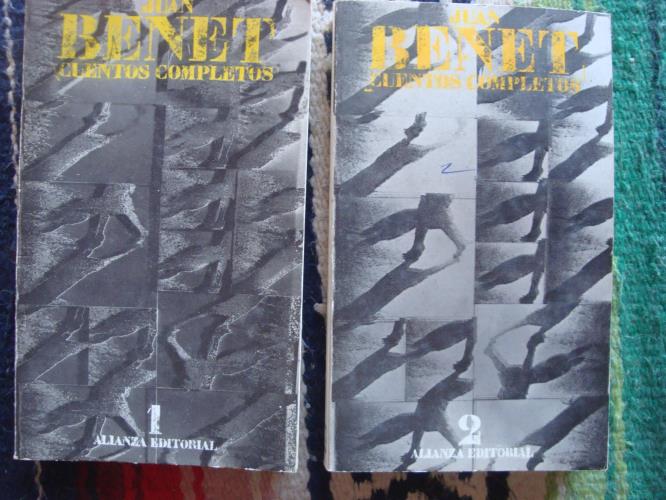 JUAN
BENET
CUENTOS COMPLETOS
1
ALIANZA EDITORIAL
JUAN
BENET
CUENTOS COMPLETOS
2
ALIANZA EDITORIAL